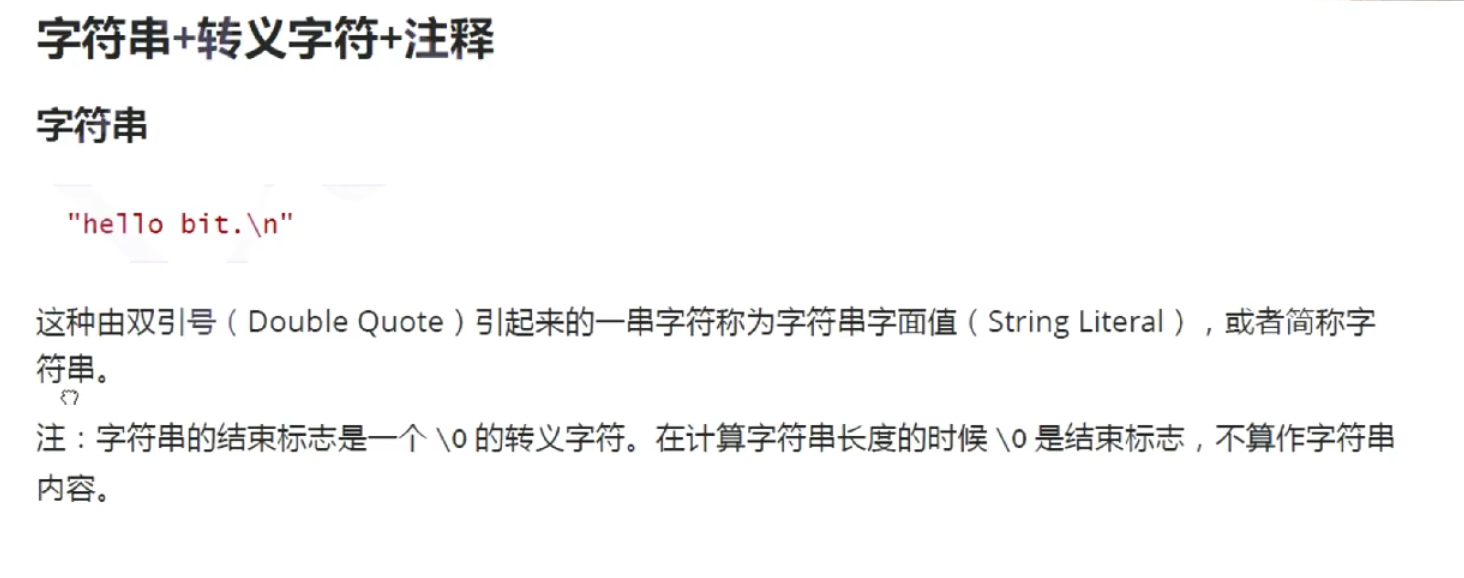 字符串+转义字符+注释
字符串
"hello bit.\n"
这种由双引号（Double Quote）引起来的一串字符称为字符串字面值（String Literal），或者简称字
符串。
注：字符串的结束标志是一个 \0 的转义字符。在计算字符串长度的时候 \0 是结束标志，不算作字符串
内容。